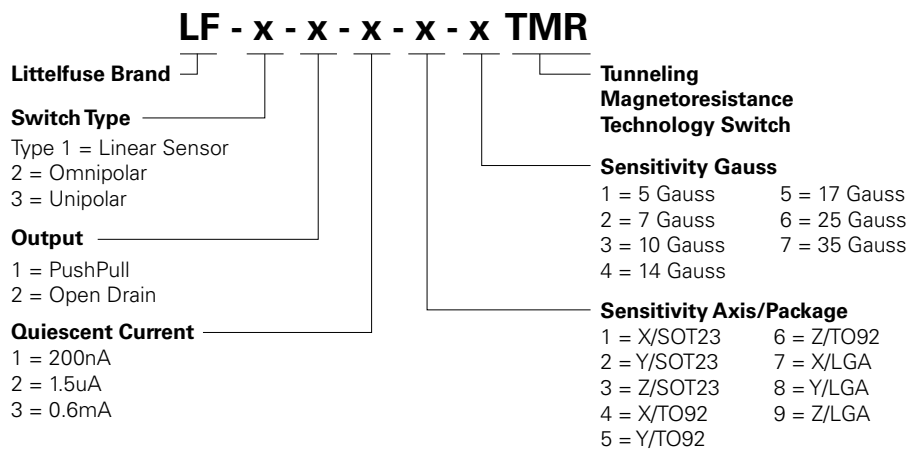 LF - x - x - x - x - x TMR
Littelfuse Brand
Switch Type
Type 1 = Linear Sensor
2 = Omnipolar
3 = Unipolar
Output
1 = PushPull
2 = Open Drain
Quiescent Current
1 = 200nA
2 = 1.5uA
3 = 0.6mA
Tunneling
Magnetoresistance
Technology Switch
Sensitivity Gauss
1 = 5 Gauss
2 = 7 Gauss
3 = 10 Gauss
4 = 14 Gauss
5 = 17 Gauss
6 = 25 Gauss
7 = 35 Gauss
Sensitivity Axis/Package
1 = X/SOT23
2 = Y/SOT23
3 = Z/SOT23
4 = X/TO92
5 = Y/TO92
6 = Z/TO92
7 = X/LGA
8 = Y/LGA
9 = Z/LGA